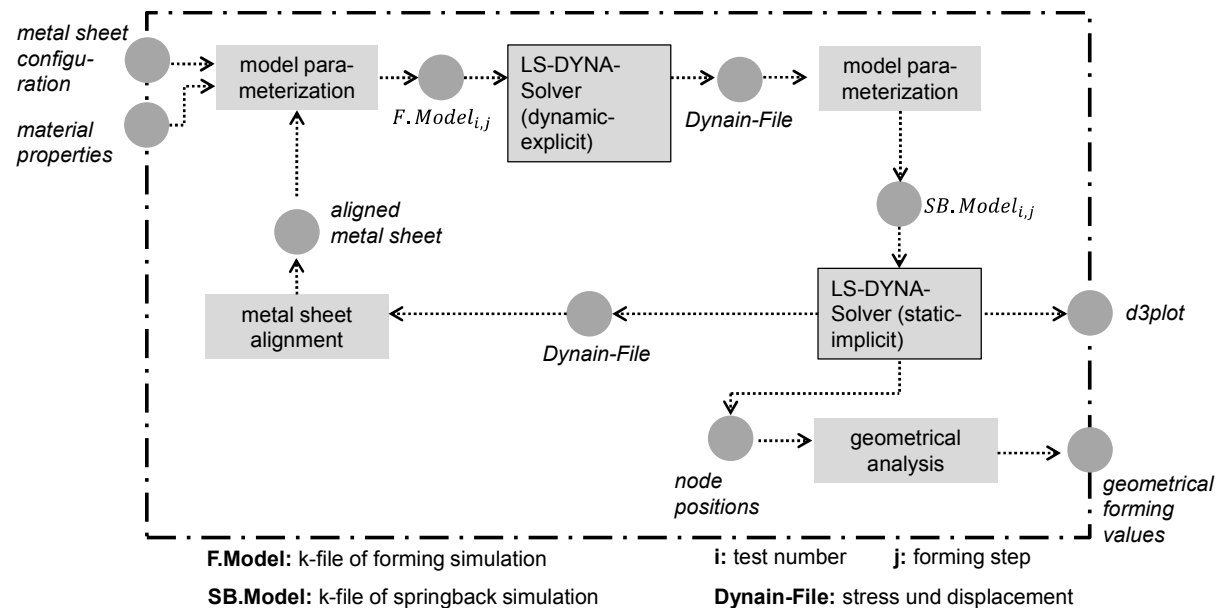 metal sheet
configu-
ration
model para-
meterization
F.Model_{i,j}
LS-DYNA-
Solver
(dynamic-
explicit)
Dynain-File
model para-
meterization
material
properties
SB.Model_{i,j}
aligned
metal sheet
metal sheet
alignment
Dynain-File
LS-DYNA-
Solver (static-
implicit)
d3plot
node
positions
geometrical
analysis
geometrical
forming
values
F.Model: k-file of forming simulation
i: test number
j: forming step
SB.Model: k-file of springback simulation
Dynain-File: stress und displacement